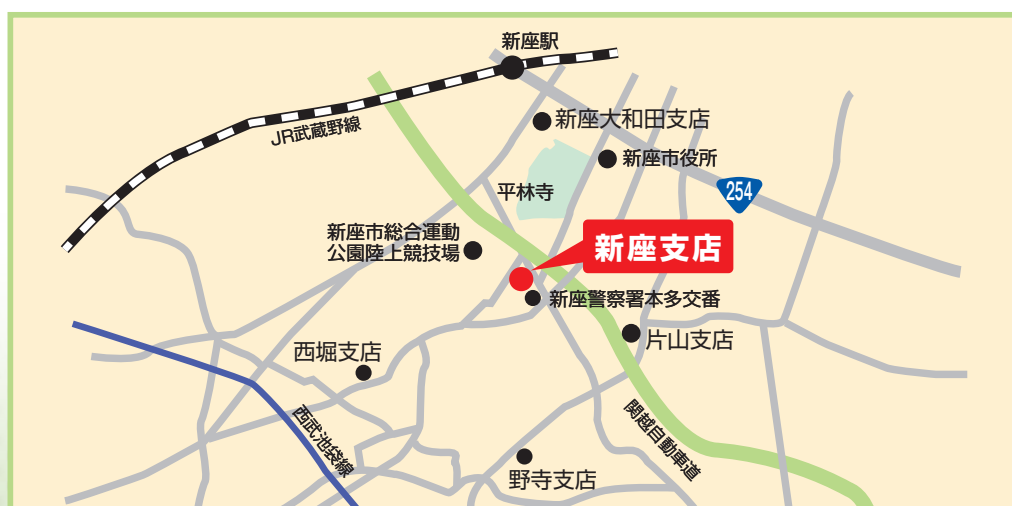 新座駅
JR武蔵野線
新座大和田支店
新座市役所
254
平林寺
新座市総合運動
公園陸上競技場
新座支店
新座警察署本多交番
片山支店
西堀支店
西武池袋線
関越自動車道
野寺支店